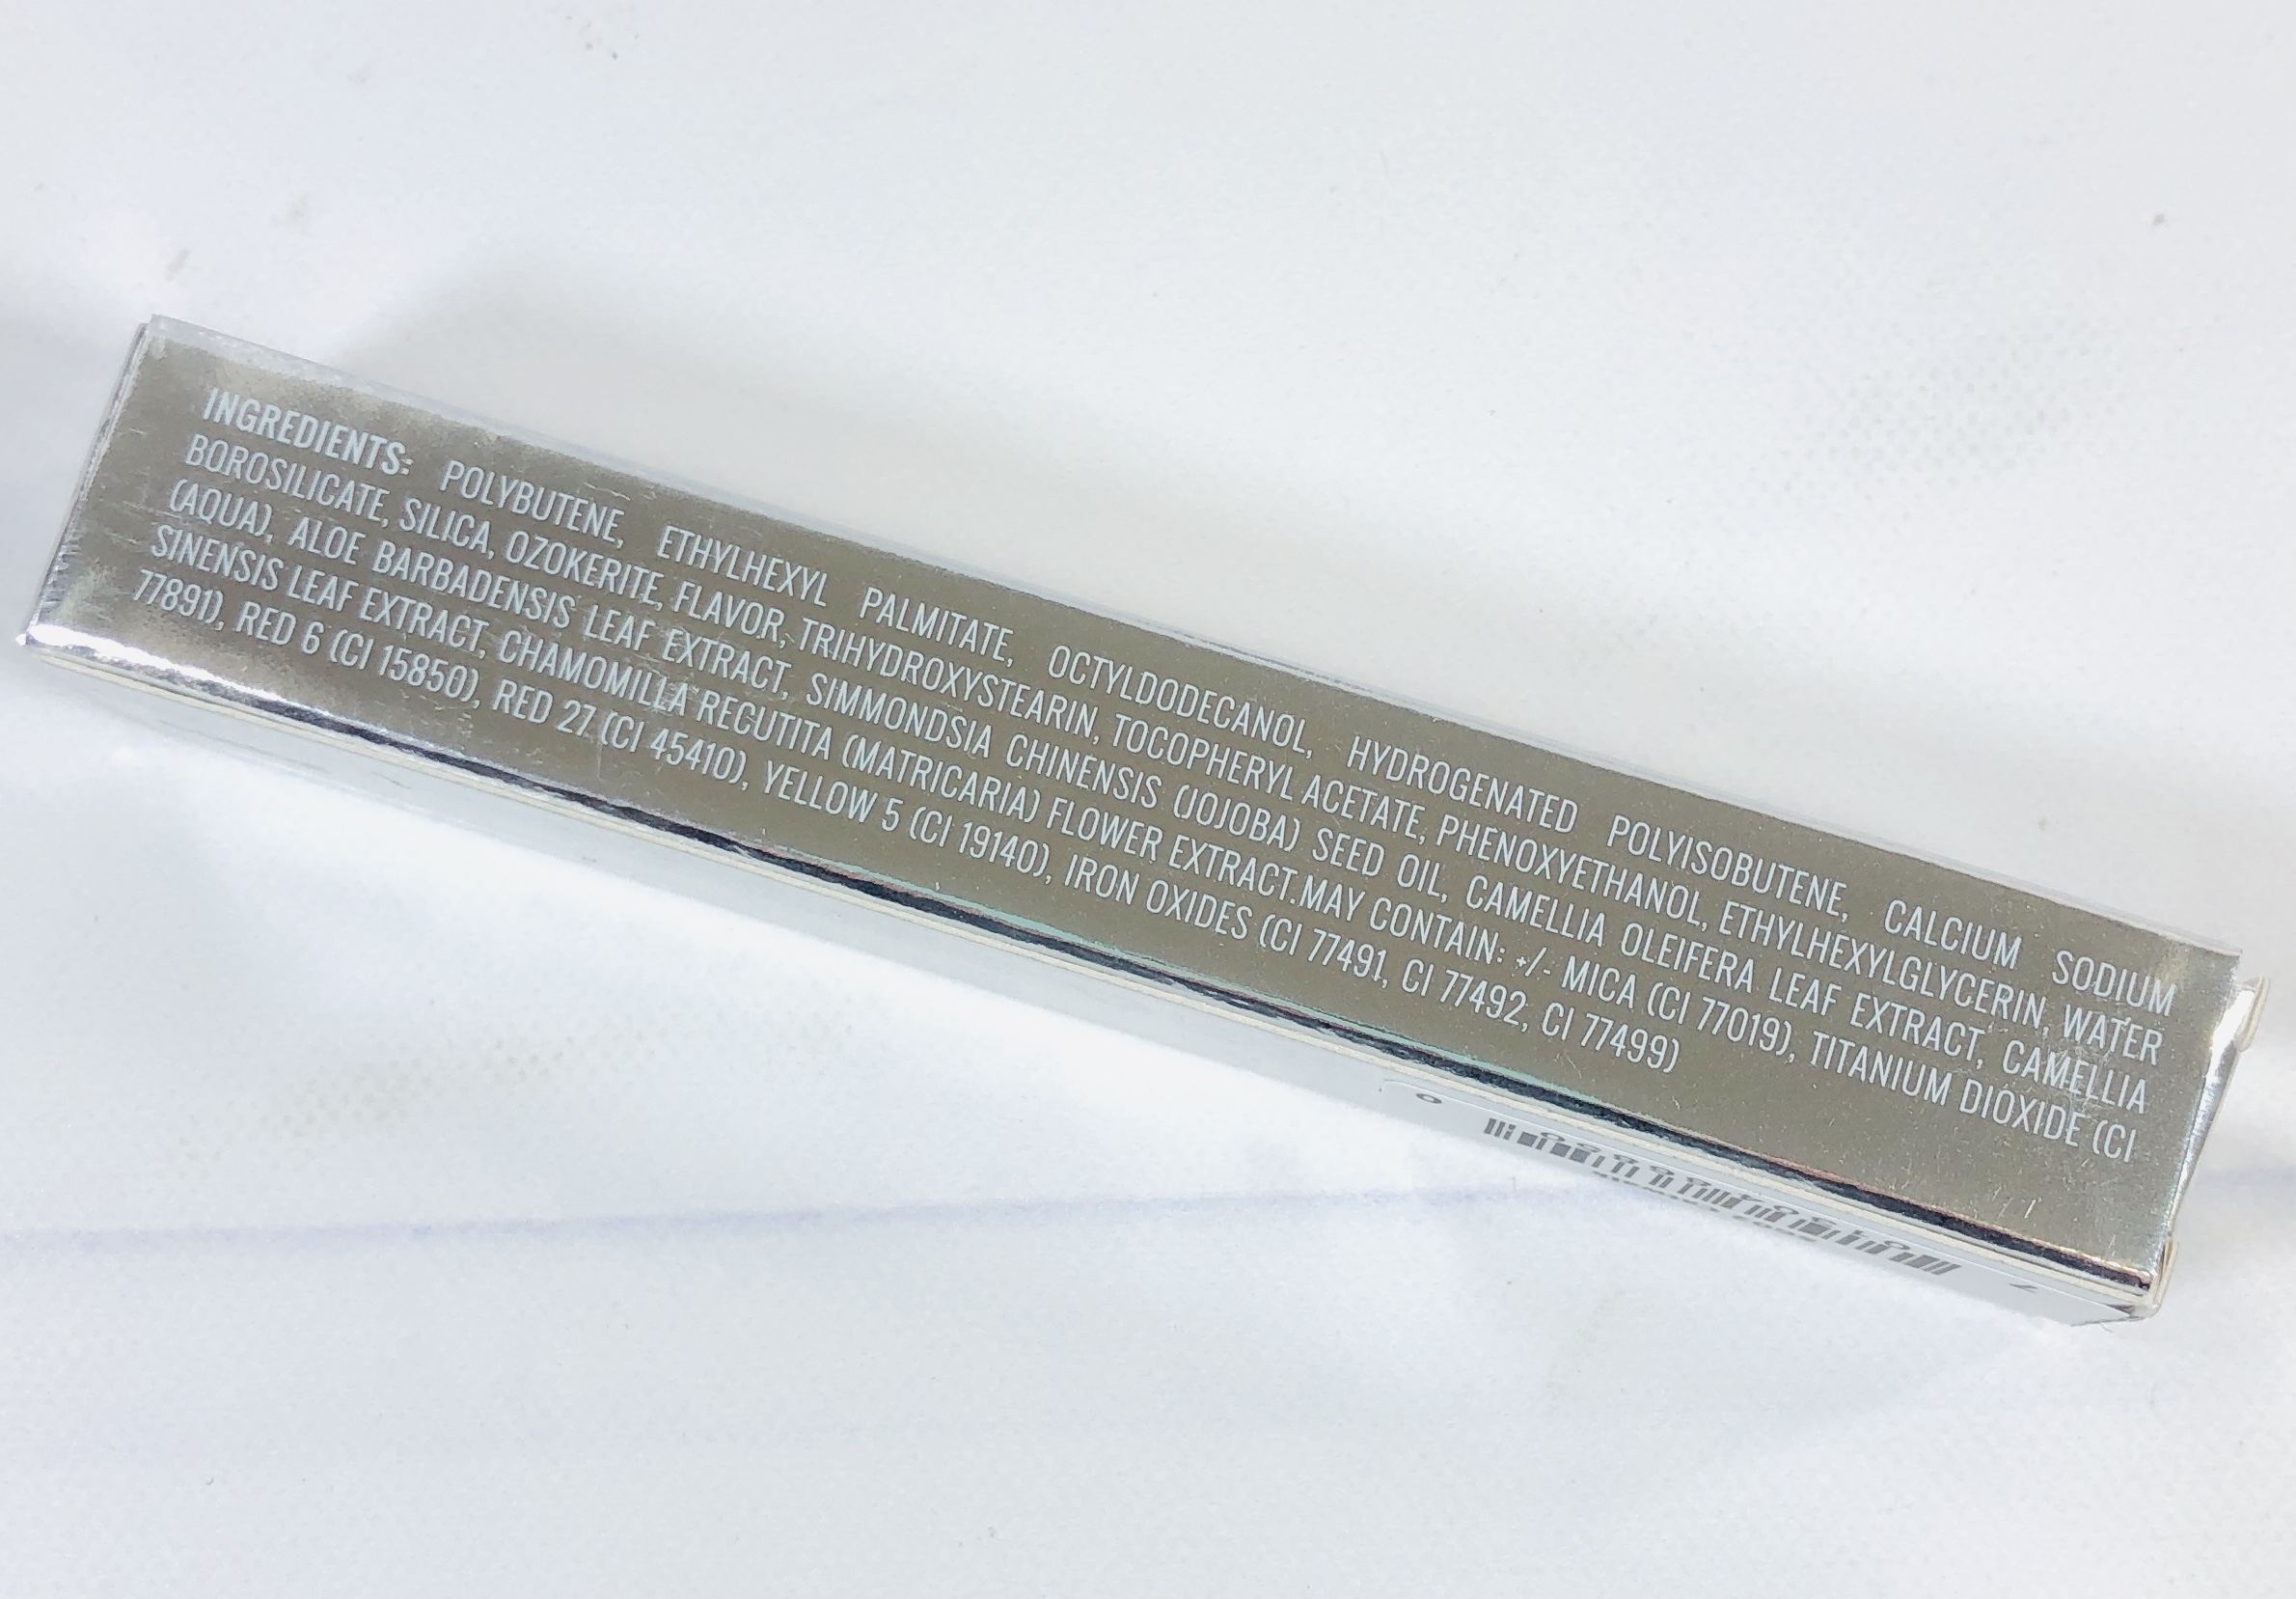 INGREDIENTS: POLYBUTENE, ETHYLHEXYL PALMITATE, OCTYLDODECANOL, HYDROGENATED POLYISOBUTENE, CALCIUM SODIUM
BOROSILICATE, SILICA, OZOKERITE, FLAVOR, TRIHYDROXYSTEARIN, TOCOPHERYL ACETATE, PHENOXYETHANOL, ETHYLHEXYLGLYCERIN, WATER
(AQUA), ALOE BARBADENSIS LEAF EXTRACT, SIMMONDSIA CHINENSIS (JOJOBA) SEED OIL, CAMELLIA OLEIFERA LEAF EXTRACT, CAMELLIA
SINENSIS LEAF EXTRACT, CHAMOMILLA RECUTITA (MATRICARIA) FLOWER EXTRACT.MAY CONTAIN: +/- MICA (CI 77019), TITANIUM DIOXIDE (CI
77891), RED 6 (CI 15850), RED 27 (CI 45410), YELLOW 5 (CI 19140), IRON OXIDES (CI 77491, CI 77492, CI 77499)